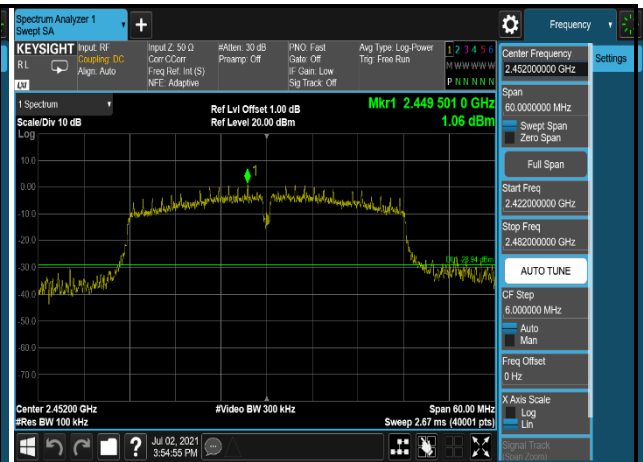 Spectrum Analyzer 1
Swept SA
Frequency
KEYSIGHT
RL
Input: RF
Coupling: DC
Align: Auto
Input Z: 50 Ω
Corr CCorr
Freq Ref: Int (S)
NFE: Adaptive
#Atten: 30 dB
Preamp: Off
PNO: Fast
Gate: Off
IF Gain: Low
Sig Track: Off
Avg Type: Log-Power
Trig: Free Run
1 2 3 4 5 6
M W W W W W
P N N N N N
1 Spectrum
Scale/Div 10 dB
Log
Ref Lvl Offset 1.00 dB
Ref Level 20.00 dBm
Mkr1 2.449 501 0 GHz
1.06 dBm
10.0
0.00
-10.0
-20.0
-30.0
-40.0
-50.0
-60.0
-70.0
1
Center 2.45200 GHz
#Res BW 100 kHz
#Video BW 300 kHz
Span 60.00 MHz
Sweep 2.67 ms (40001 pts)
Jul 02, 2021
3:54:55 PM
Center Frequency
2.452000000 GHz
Settings
Span
60.0000000 MHz
Swept Span
Zero Span
Full Span
Start Freq
2.422000000 GHz
Stop Freq
2.482000000 GHz
AUTO TUNE
CF Step
6.000000 MHz
Auto
Man
Freq Offset
0 Hz
X Axis Scale
Log
Lin
Signal Track
(Span Zoom)